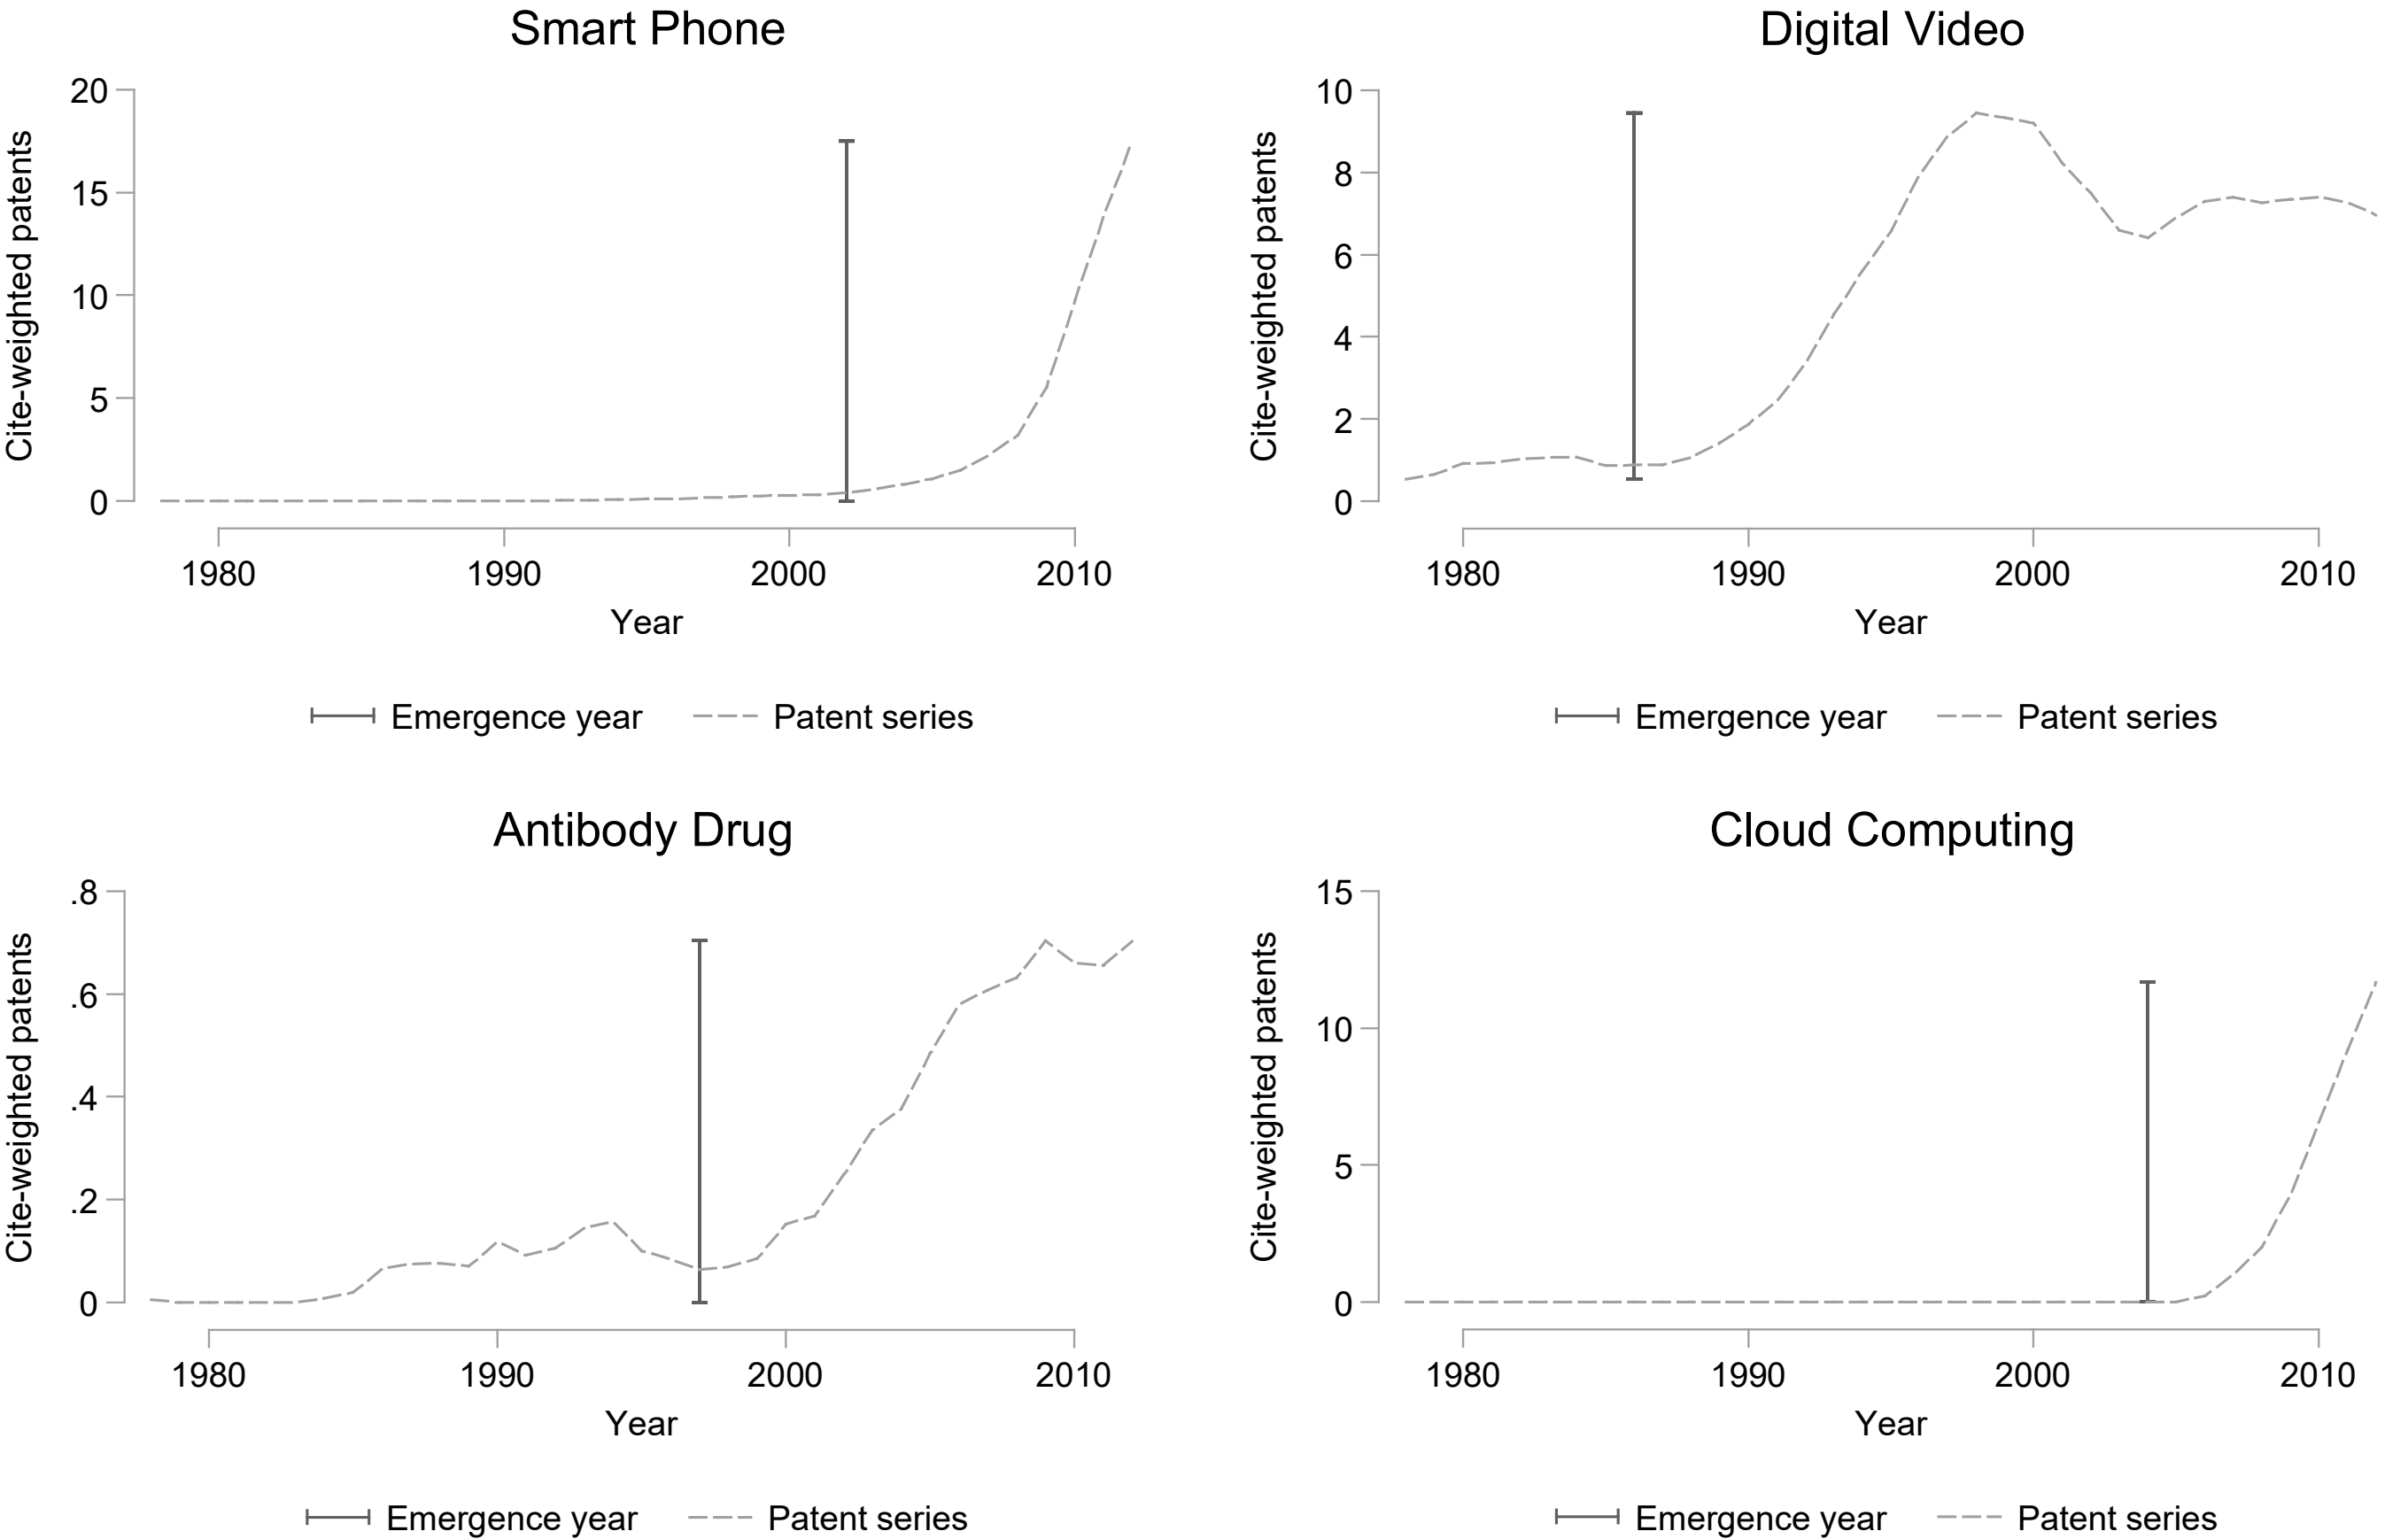 Smart Phone
Cite-weighted patents
20
15
10
5
0
1980 1990 2000 2010
Year
Emergence year Patent series
Digital Video
Cite-weighted patents
10
8
6
4
2
0
1980 1990 2000 2010
Year
Emergence year Patent series
Antibody Drug
Cite-weighted patents
.8
.6
.4
.2
0
1980 1990 2000 2010
Year
Emergence year Patent series
Cloud Computing
Cite-weighted patents
15
10
5
0
1980 1990 2000 2010
Year
Emergence year Patent series